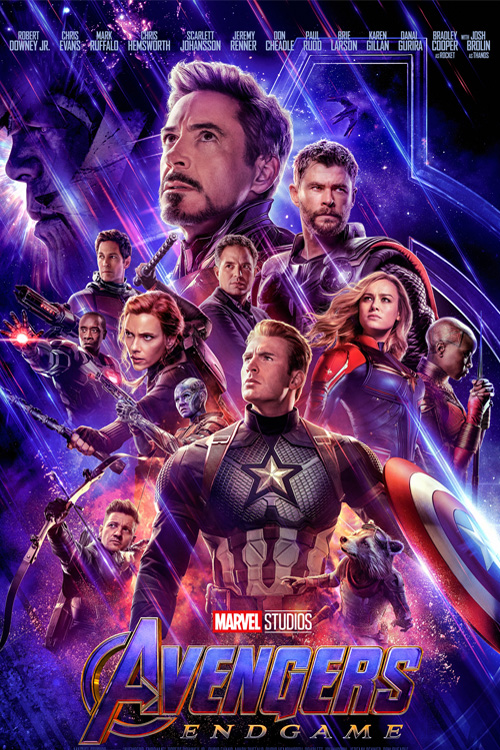 ROBERT DOWNEY JR. CHRIS EVANS MARK RUFFALO CHRIS HEMSWORTH SCARLETT JOHANSSON JEREMY RENNER DON CHEADLE PAUL RUDD BRIE LARSON KAREN GILLAN DANAI GURIRA BRADLEY COOPER AS ROCKET WITH JOSH BROLIN AS THANOS
MARVEL STUDIOS
AVENGERS
ENDGAME